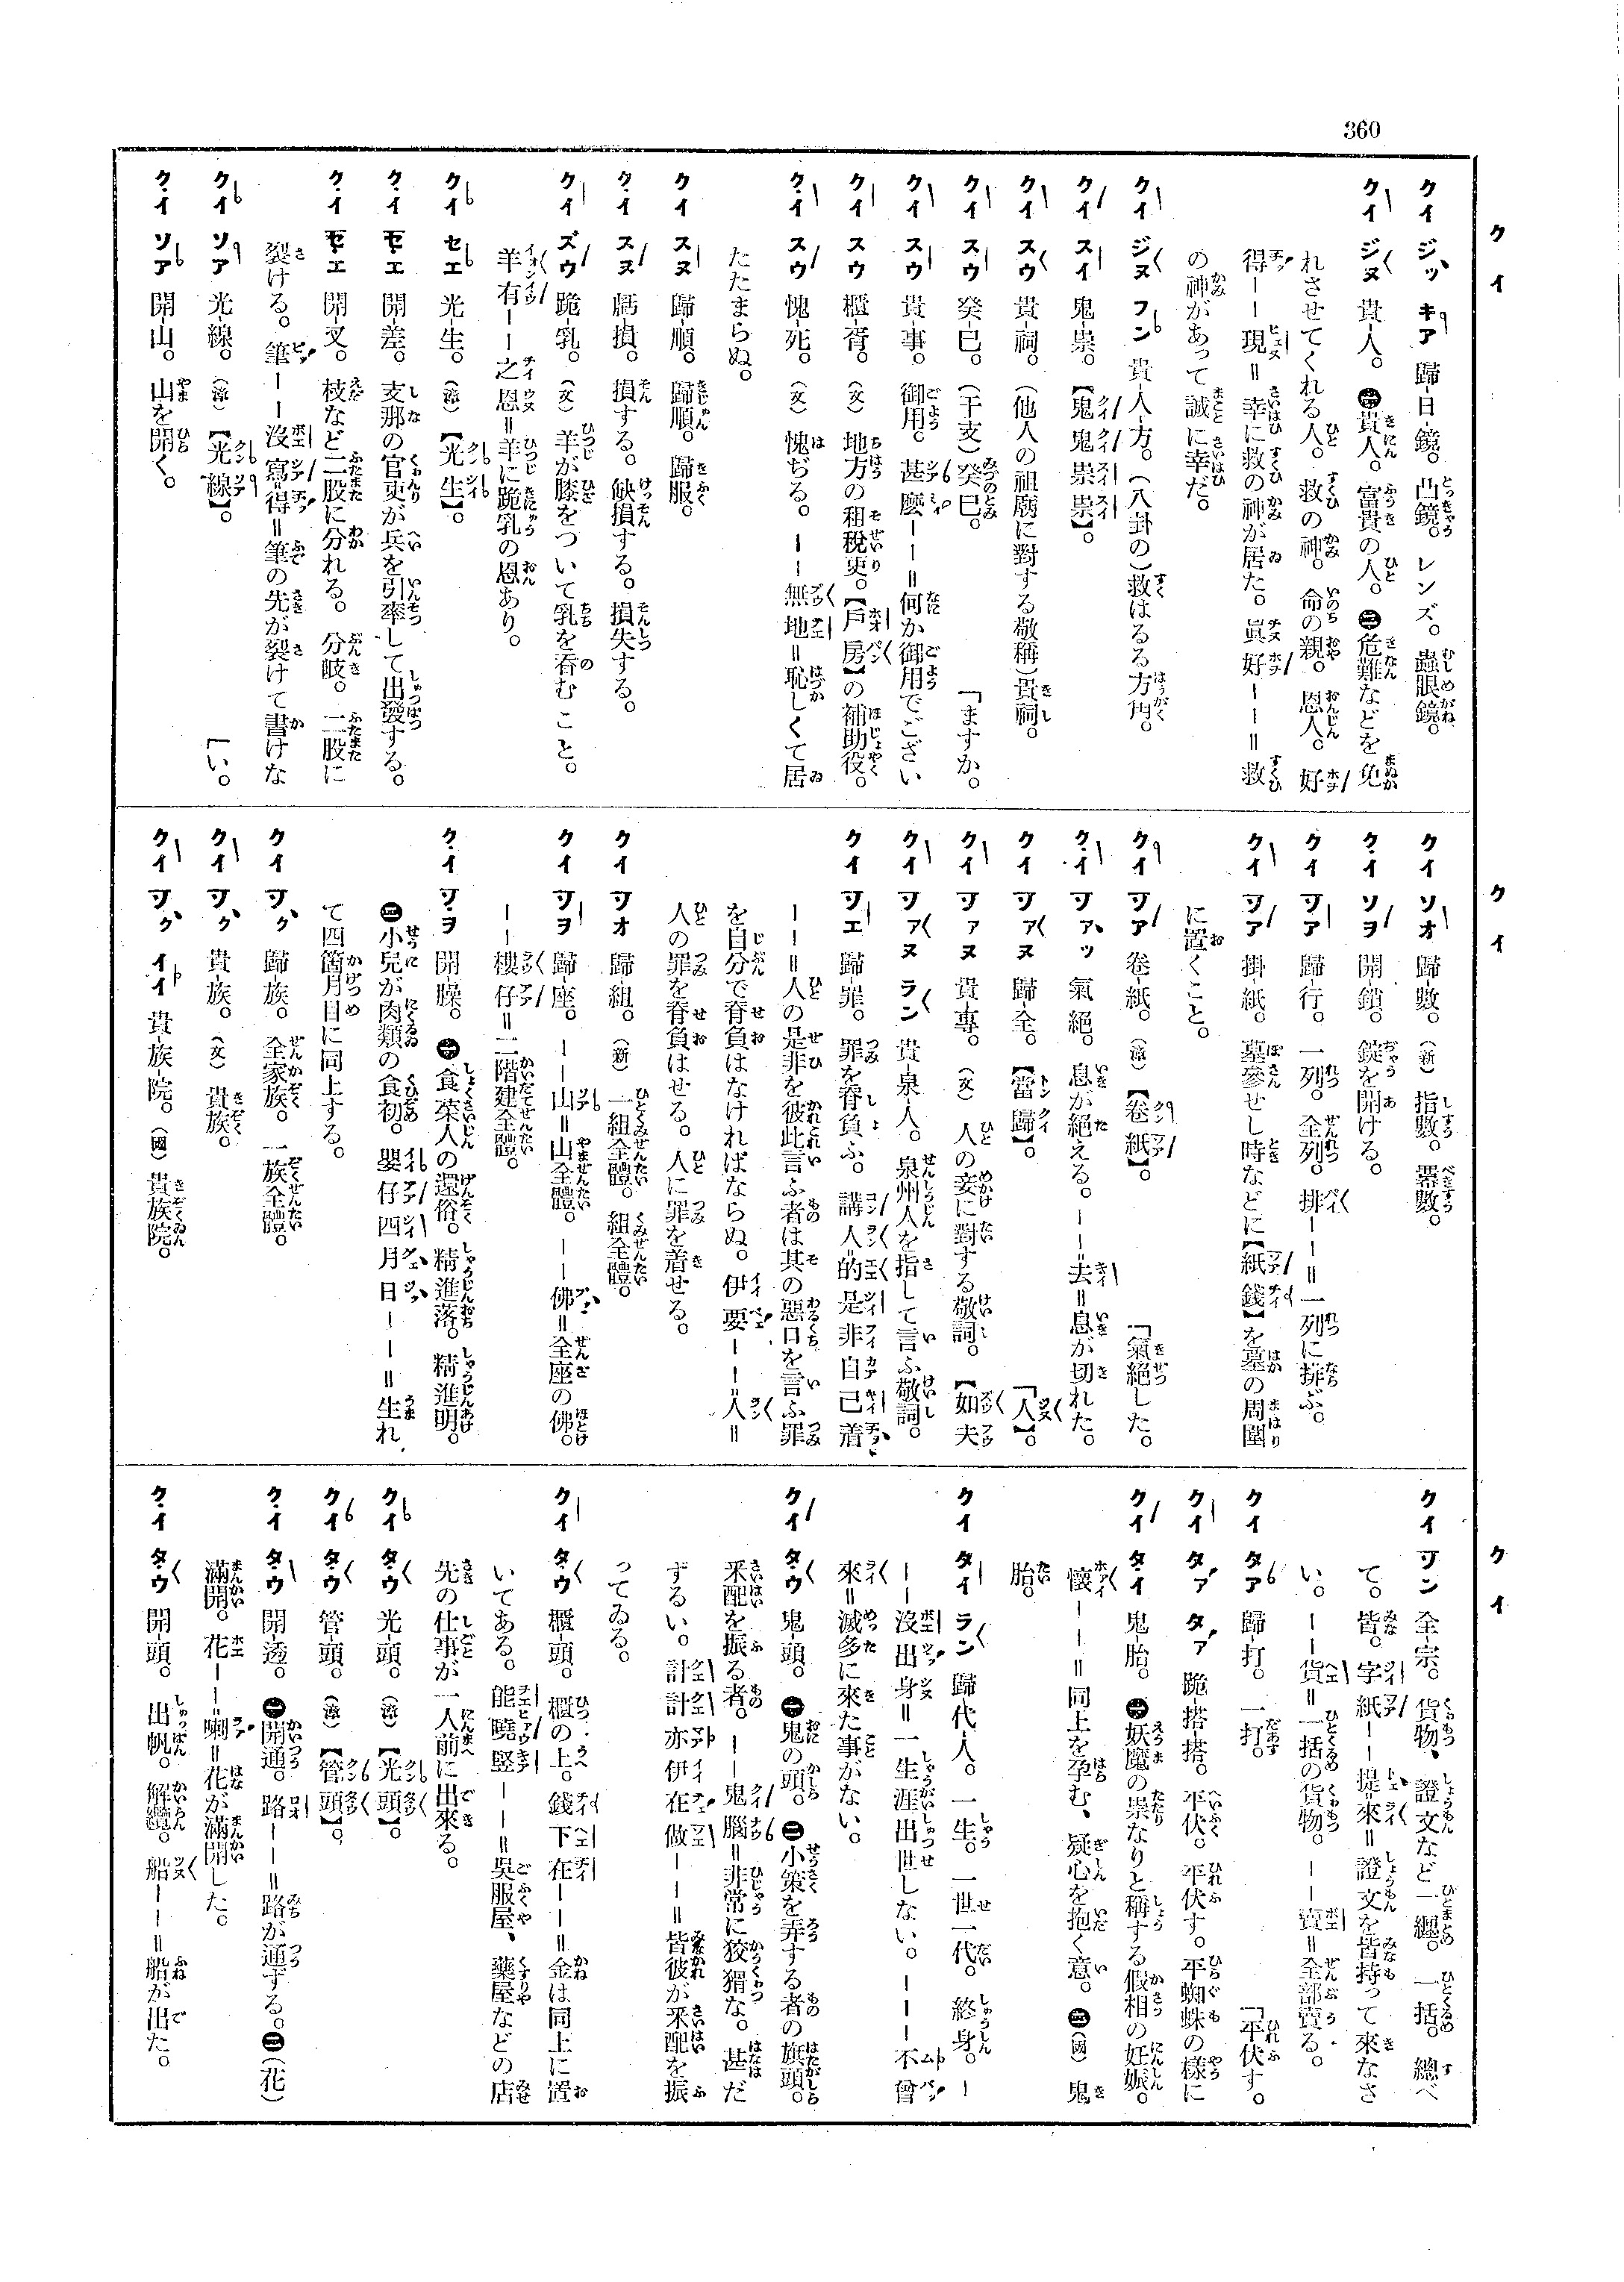 360
クイ
クイ ジッ キア 歸-日-鏡。凸鏡。レンズ。蟲眼鏡。
クイ ジヌ 貴-人。㊀貴人。富貴の人。㊁危難などを免
れさせてくれる人。救の神。命の親。恩人。好
得ーー現=幸に救の神が居た。眞好ーー=救
の神があって誠に幸だ。
クイ ジヌ フン 貴-人-方。(八卦の)救はるる方角。
クイ スイ 鬼-祟。【鬼鬼祟祟】。
クイ スウ 貴-祠。(他人の祖廟に對する敬稱)貴祠。
クイ スウ 癸-巳。(干支)癸巳。 「ますか。
クイ スウ 貴-事。御用。甚麼ーー=何か御用でござい
クイ スウ 櫃-胥。(文) 地方の租稅吏。【戶房】の補助役。
クイ スウ 愧-死。(文) 愧ぢる。ーー無地=恥しくて居
たたまらぬ。
クイ スヌ 歸-順。歸順。歸服。
クイ スヌ 虧-損。損する。缺損する。損失する。
クイ ズウ 跪-乳。(文) 羊が膝をついて乳を呑むこと。
羊有ーー之恩=羊に跪乳の恩あり。
クイ セエ 光-生。(漳)【光生】。
クイ セエ 開-差。支那の官吏が兵を引率して出發する。
クイ セエ 開-叉。枝など二股に分れる。分岐。二股に
裂ける。筆ーー沒寫得=筆の先が裂けて書けな
クイ ソア 光-線。(漳)【光線】。 「い。
クイ ソア 開-山。山を開く。
クイ
クイ ソオ 歸-數。(新) 指數。冪數。
クイ ソヲ 開-鎖。錠を開ける。
クイ ツア 歸-行。一列。全列。排ーー=一列に排ぶ。
クイ ツア 掛-紙。墓參せし時などに【紙錢】を墓の周圍
に置くこと。
クイ ツア 卷-紙。(漳)【卷紙】。 「氣絕した。
クイ ツァッ 氣-絕。息が絕える。ーー去=息が切れた。
クイ ツァヌ 歸-全。【當歸】。 「人】。
クイ ツァヌ 貴-專。(文) 人の妾に對する敬詞。【如夫
クイ ツァヌ ラン 貴-泉-人。泉州人を指して言ふ敬詞。
クイ ツエ 歸-罪。罪を脊負ふ。講人的是非自己着
ーー=人の是非を彼此言ふ者は其の惡口を言ふ罪
を自分で脊負はなければならぬ。伊要ーー人=
人の罪を脊負はせる。人に罪を着せる。
クイ ツオ 歸-組。(新) 一組全體。組全體。
クイ ツヲ 歸-座。ーー山=山全體。ーー佛=全座の佛。
ーー樓仔=二階建全體。
クイ ツヲ 開-臊。㊀食菜人の還俗。精進落。精進明。
㊁小兒が肉類の食初。嬰仔四月日ーー=生れ
て四箇月目に同上する。
クイ ツク 歸-族。全家族。一族全體。
クイ ツク 貴-族。(文) 貴族。
クイ ツク イイ 貴-族-院。(國) 貴族院。
クイ
クイ ツン 全-宗。貨物、證文など一纏。一括。總べ
て。皆。字紙ーー提來=證文を皆持って來なさ
い。ーー貨=一括の貨物。ーー賣=全部賣る。
クイ タア 歸-打。一打。 「平伏す。
クイ タァ タァ 跪-搭-搭。平伏。平伏す。平蜘蛛の樣に
クイ タイ 鬼-胎。㊀妖魔の祟なりと稱する假相の妊娠。
懷ーー=同上を孕む、疑心を抱く意。㊁(國) 鬼
胎。
クイ タイ ラン 歸-代-人。一生。一世一代。終身。ー
ーー沒出身=一生涯出世しない。ーーー不曾
來=滅多に來た事がない。
クイ タウ 鬼-頭。㊀鬼の頭。㊁小策を弄する者の旗頭。
釆配を振る者。ーー鬼腦=非常に狡猾な。甚だ
ずるい。計計亦伊在做ーー=皆彼が釆配を振
ってゐる。
クイ タウ 櫃-頭。櫃の上。錢下在ーー=金は同上に置
いてある。能曉竪ーー=吳服屋、藥屋などの店
先の仕事が一人前に出來る。
クイ タウ 光-頭。(漳)【光頭】。
クイ タウ 管-頭。(漳)【管頭】。
クイ タウ 開-透。㊀開通。路ーー=路が通ずる。㊁(花)
滿開。花ーー喇=花が滿開した。
クイ タウ 開-頭。出帆。解纜。船ーー=船が出た。